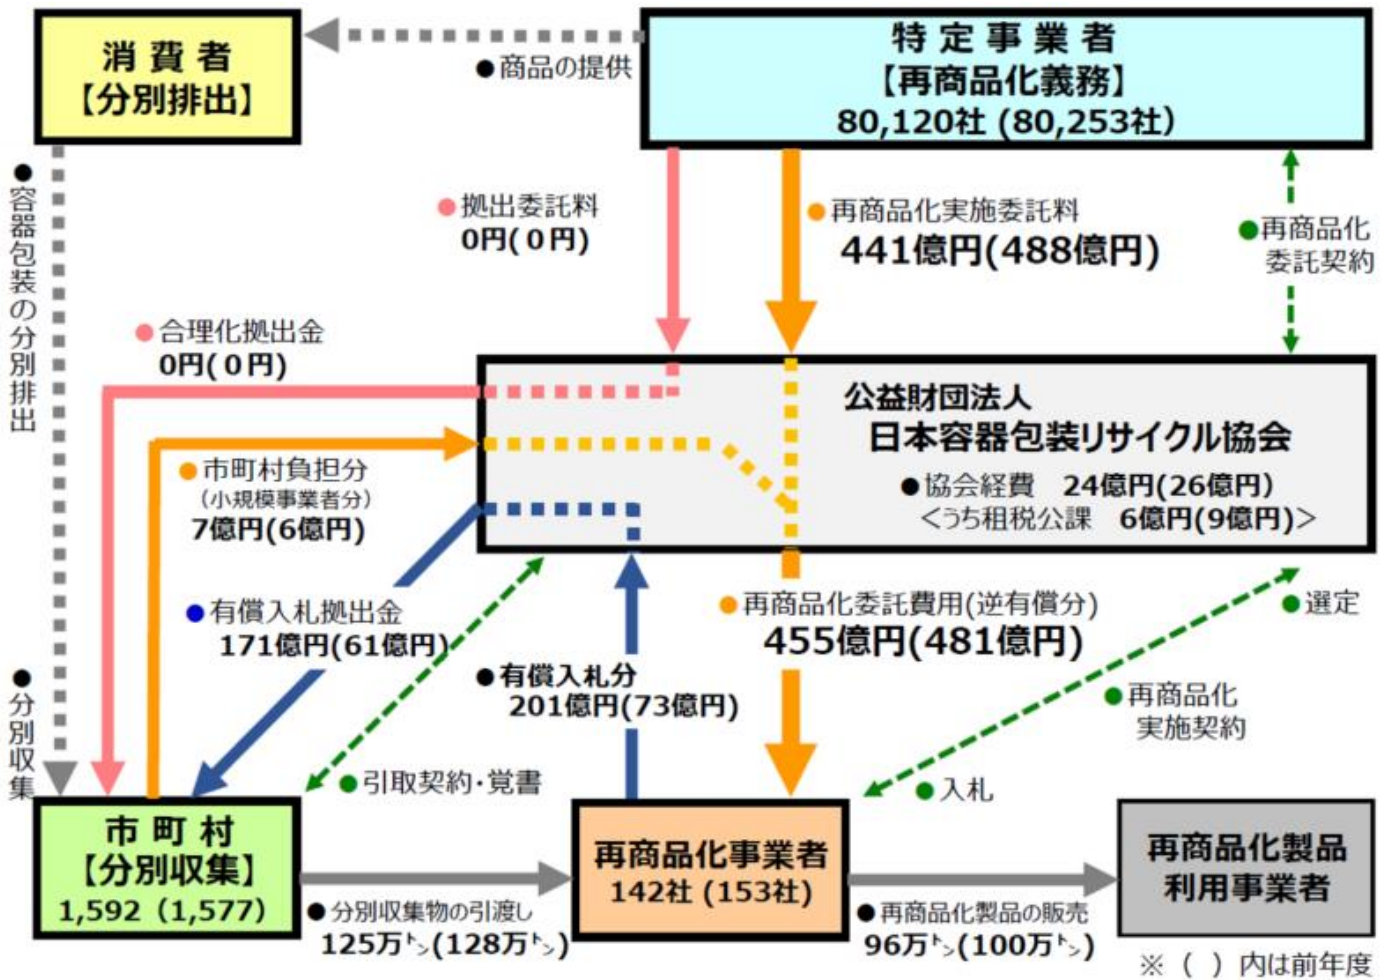 消費者
【分別排出】
特定事業者
【再商品化義務】
80,120社 (80,253社)
●商品の提供
●容器包装の分別排出
●拠出委託料
0円(0円)
●再商品化実施委託料
441億円(488億円)
●再商品化
委託契約
●合理化拠出金
0円(0円)
公益財団法人
日本容器包装リサイクル協会
●協会経費 24億円(26億円)
<うち租税公課 6億円(9億円)>
●市町村負担分
(小規模事業者分)
7億円(6億円)
●有償入札拠出金
171億円(61億円)
●再商品化委託費用(逆有償分)
455億円(481億円)
●選定
●有償入札分
201億円(73億円)
●再商品化
実施契約
●分別収集
●引取契約・覚書
●入札
市町村
【分別収集】
1,592(1,577)
再商品化事業者
142社 (153社)
再商品化製品
利用事業者
●分別収集物の引渡し
125万㌧(128万㌧)
●再商品化製品の販売
96万㌧(100万㌧)
※( )内は前年度